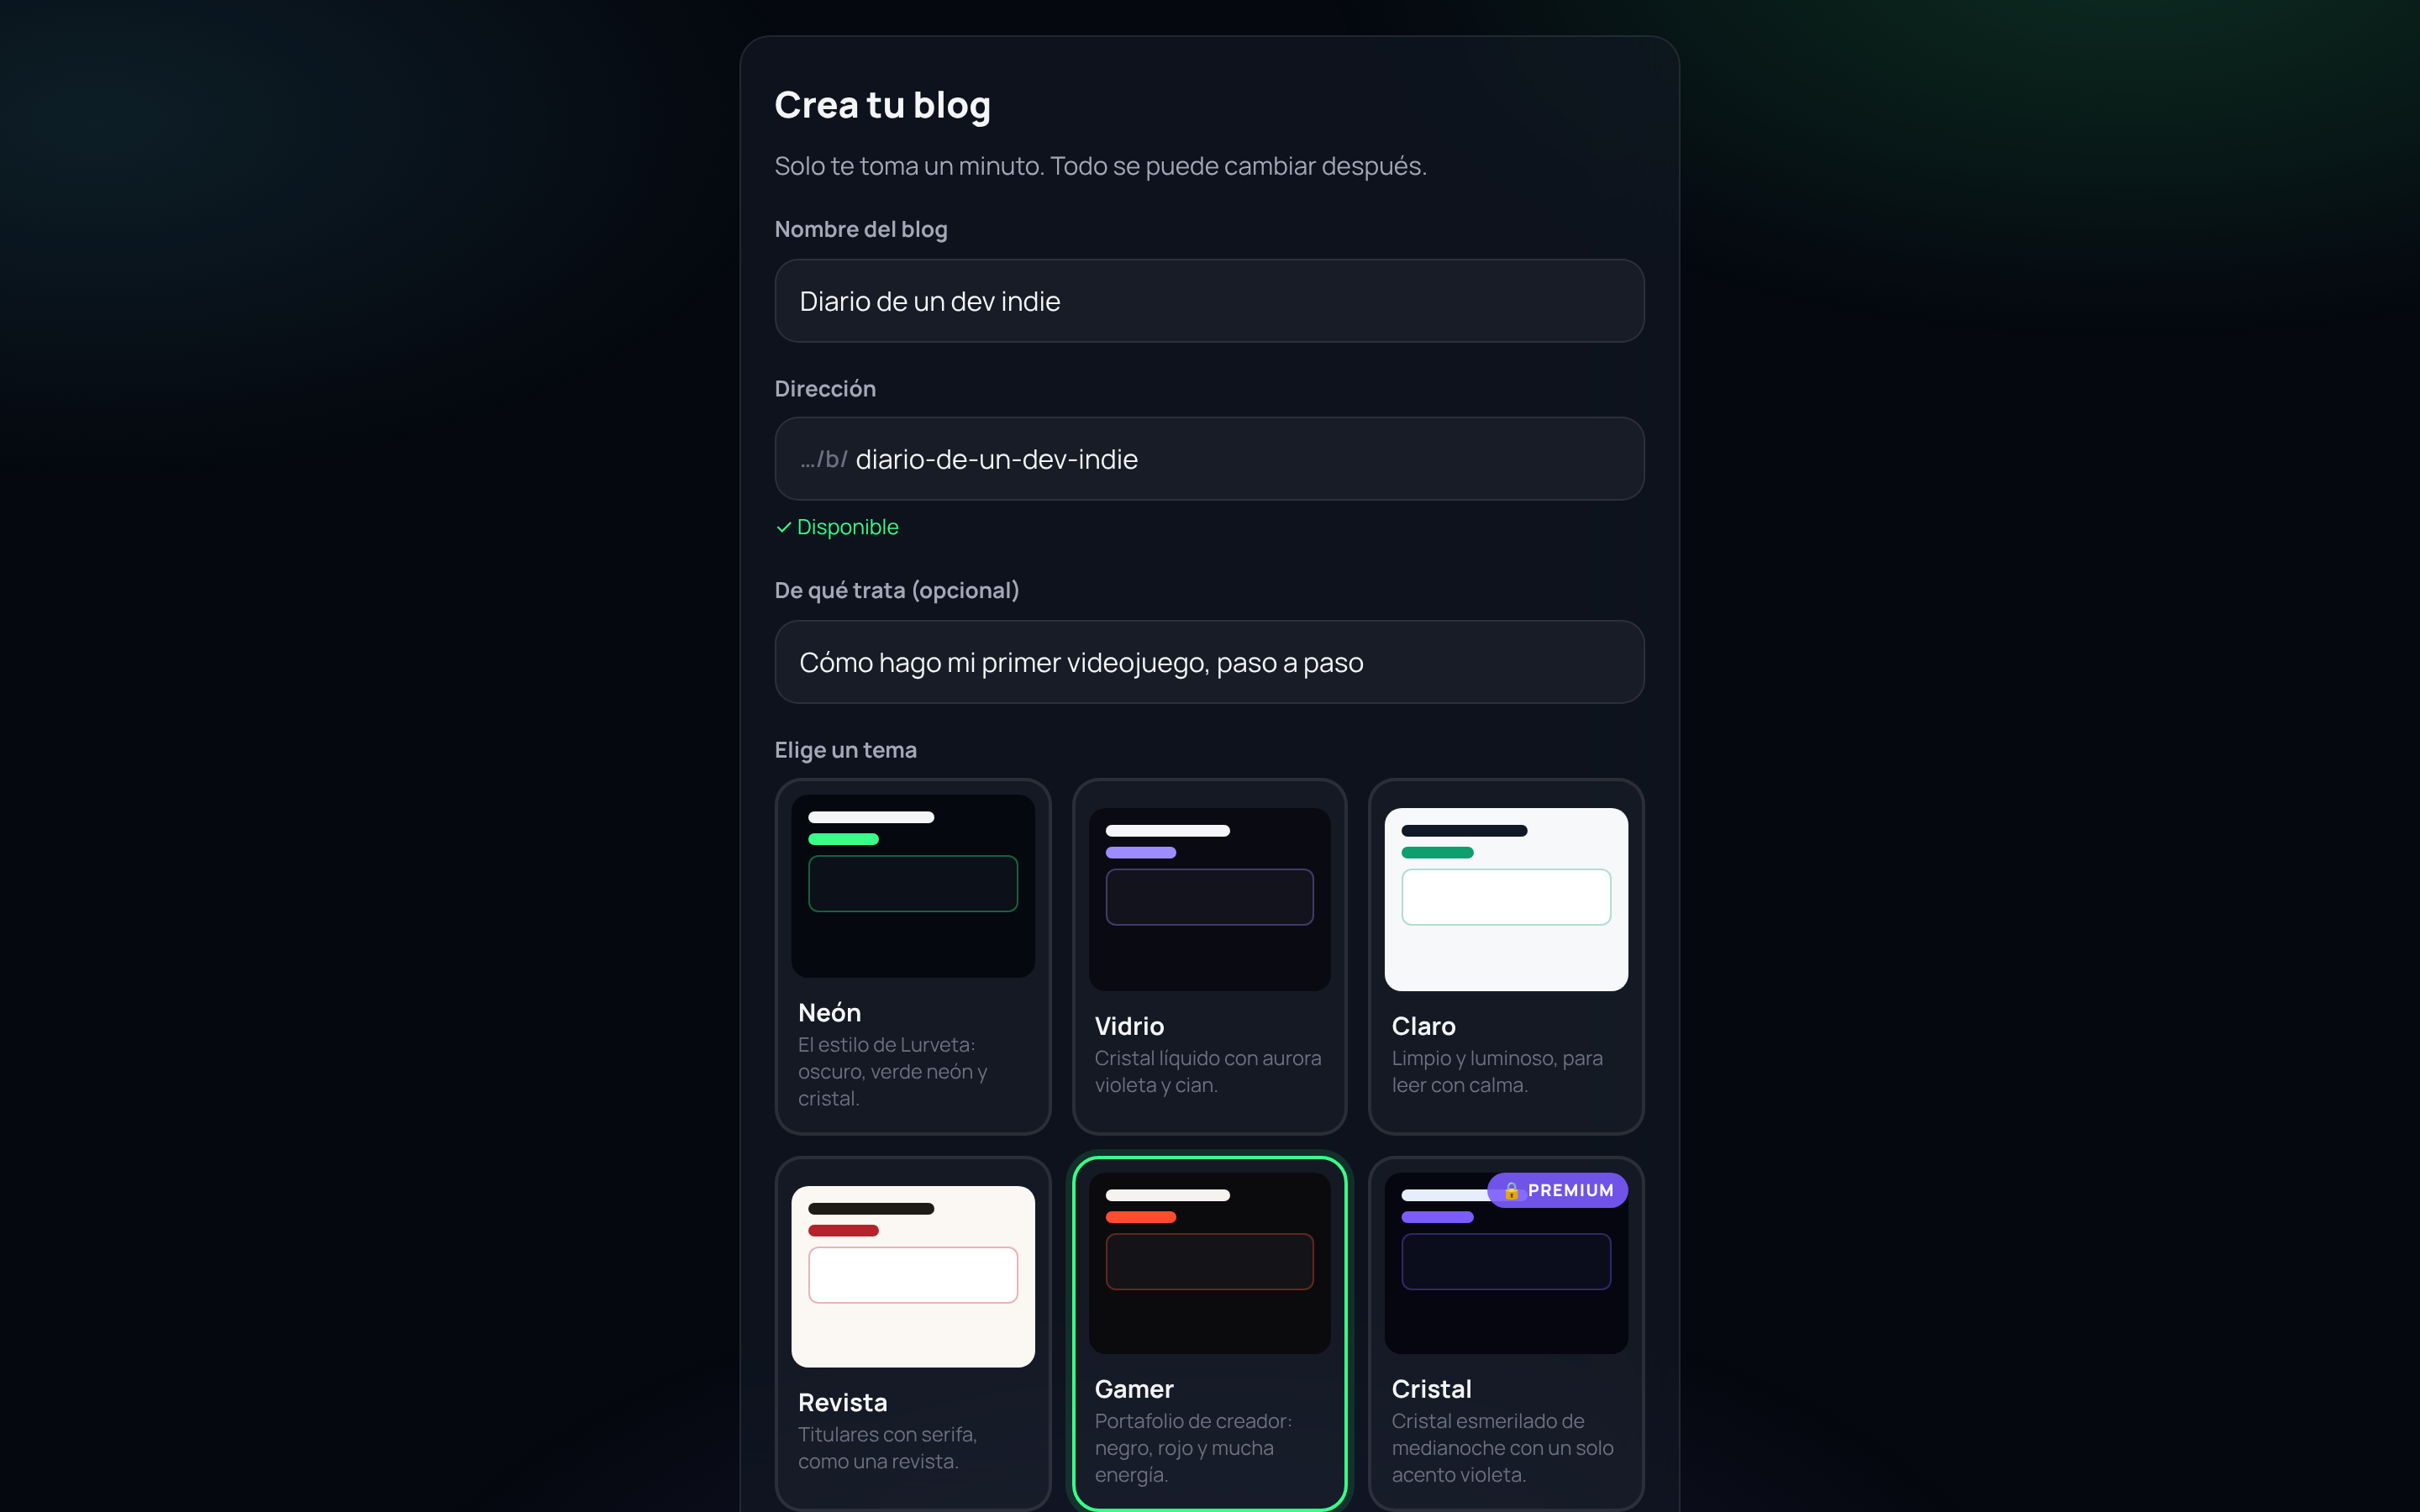 Crea tu blog
Solo te toma un minuto. Todo se puede cambiar después.
Nombre del blog
Diario de un dev indie
Dirección
.../b/ diario-de-un-dev-indie
✓ Disponible
De qué trata (opcional)
Cómo hago mi primer videojuego, paso a paso
Elige un tema
Neón
El estilo de Lurveta:
oscuro, verde neón y
cristal.
Vidrio
Cristal líquido con aurora
violeta y cian.
Claro
Limpio y luminoso, para
leer con calma.
Revista
Titulares con serifa,
como una revista.
Gamer
Portafolio de creador:
negro, rojo y mucha
energía.
🔒 PREMIUM
Cristal
Cristal esmerilado de
medianoche con un solo
acento violeta.